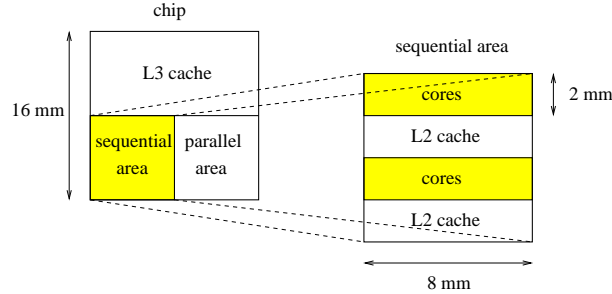 chip
L3 cache
16 mm
sequential
area
parallel
area
sequential area
cores
2 mm
L2 cache
cores
L2 cache
8 mm